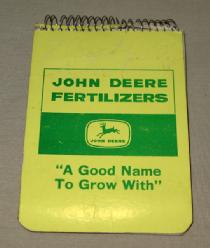 JOHN DEERE
FERTILIZERS
JOHN DEERE
"A Good Name
To Grow With"